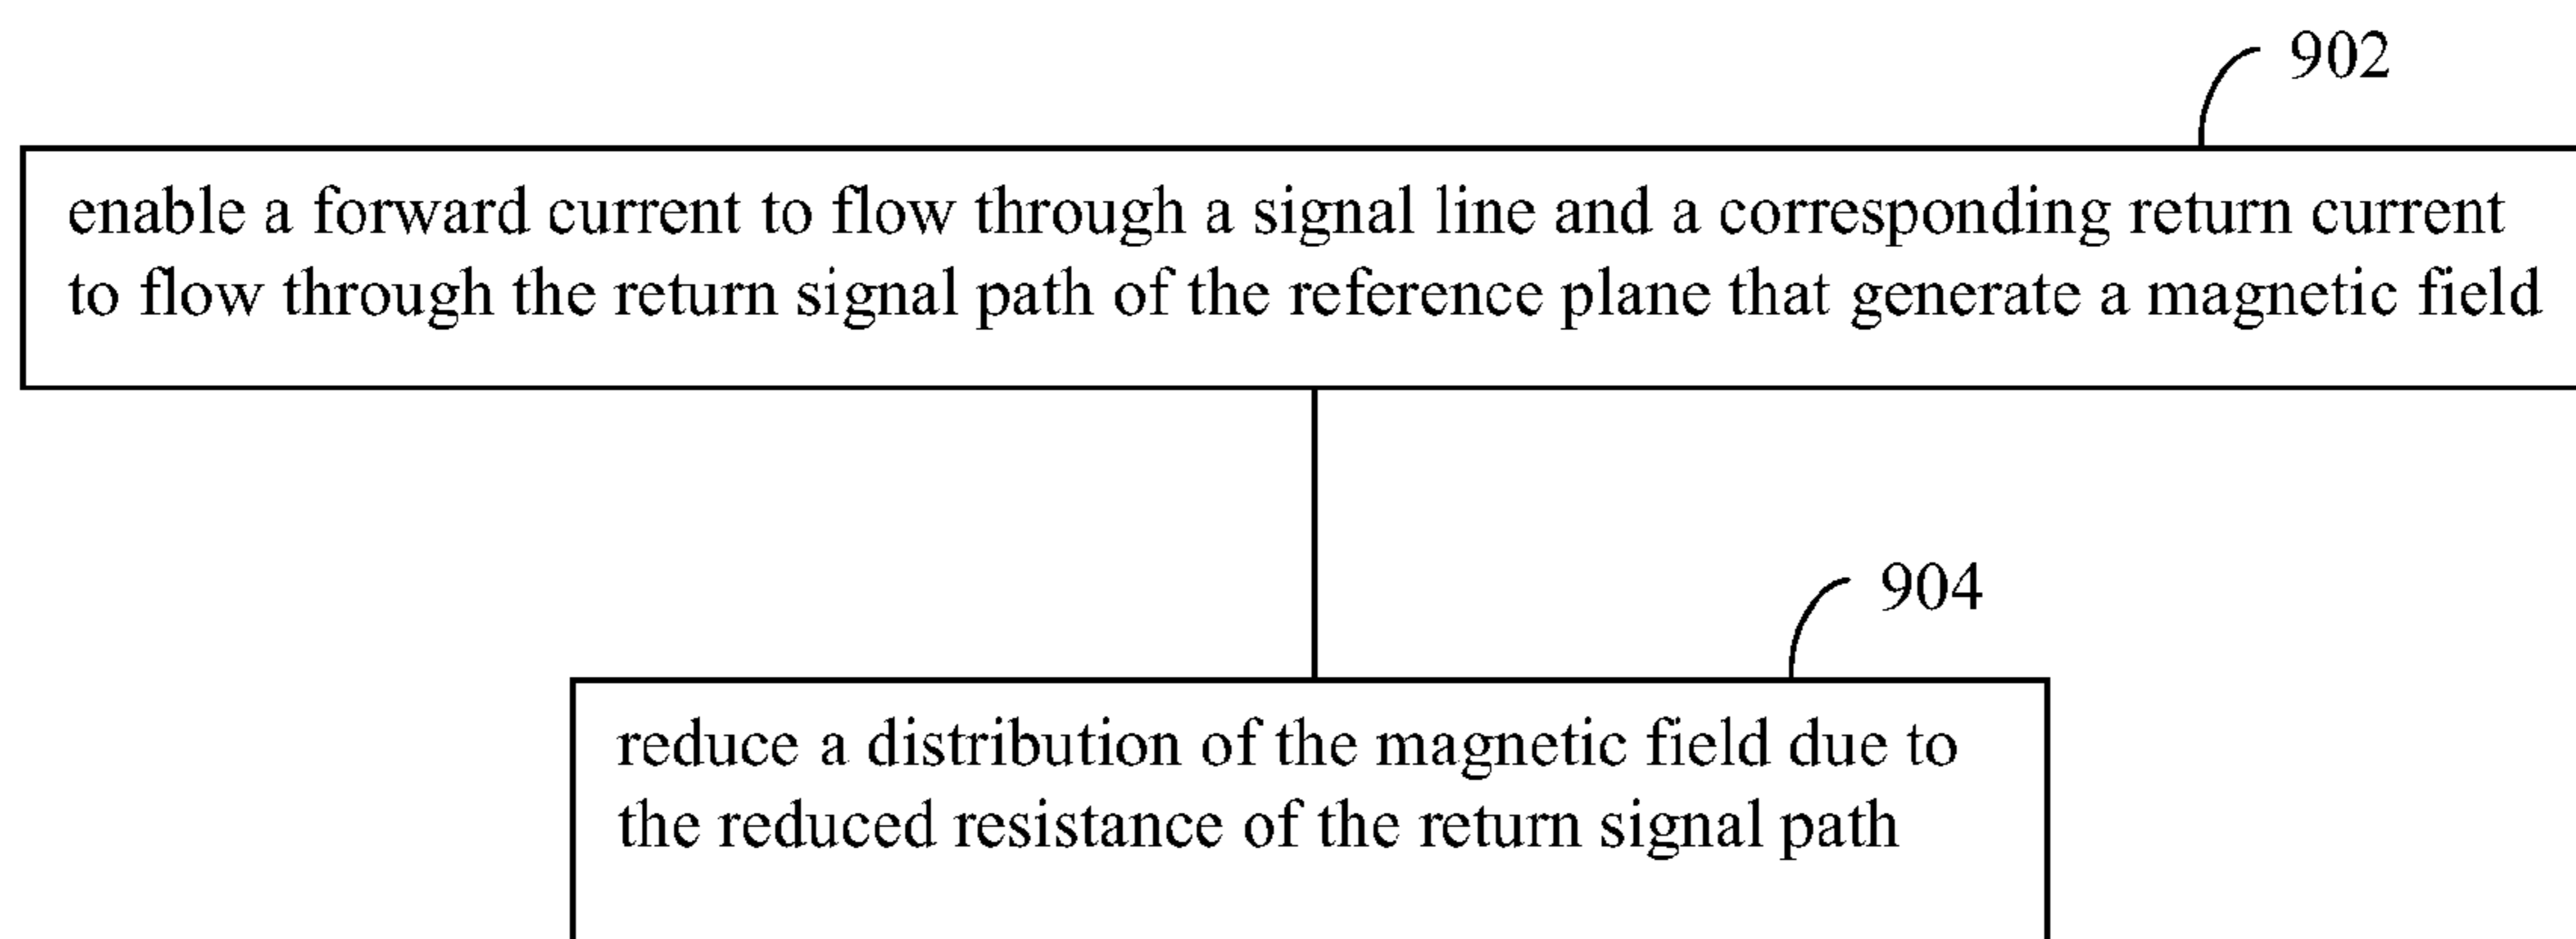 902
enable a forward current to flow through a signal line and a corresponding return current
to flow through the return signal path of the reference plane that generate a magnetic field
904
reduce a distribution of the magnetic field due to
the reduced resistance of the return signal path